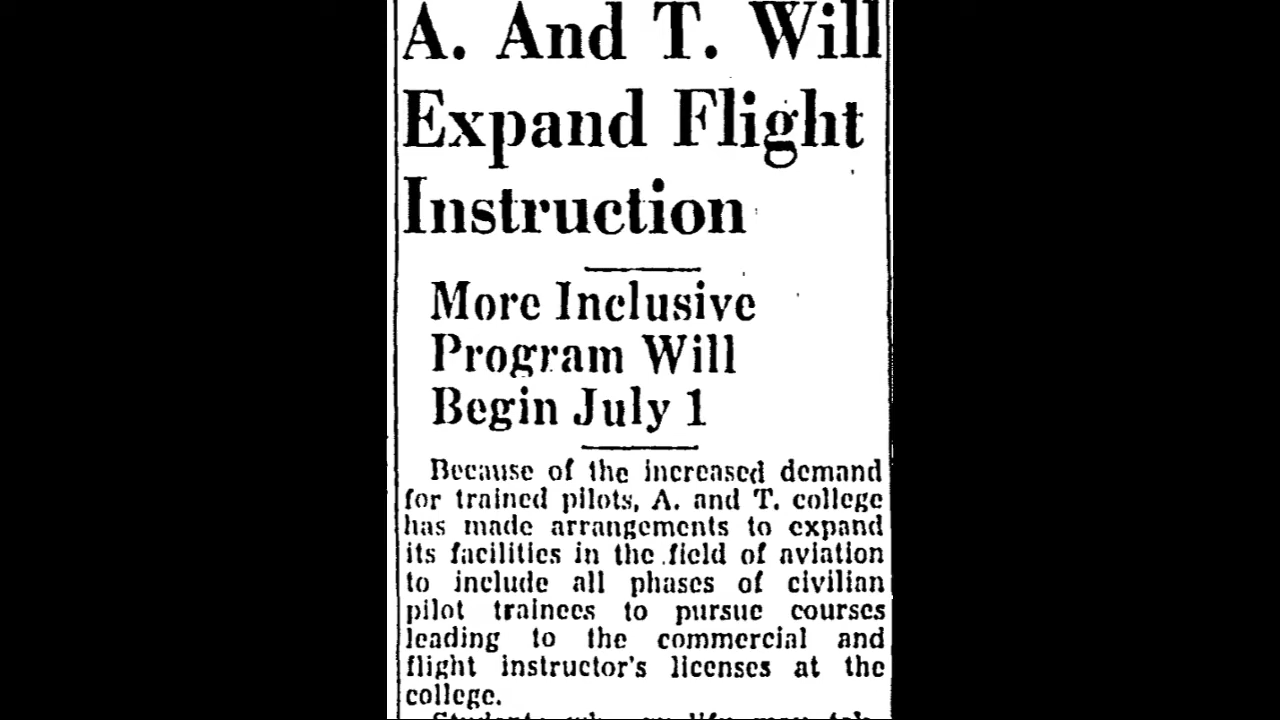 A. And T. Will
Expand Flight
Instruction
More Inclusive
Program Will
Begin July 1
Because of the increased demand
for trained pilots, A. and T. college
has made arrangements to expand
its facilities in the field of aviation
to include all phases of civilian
pilot trainees to pursue courses
leading to the commercial and
flight instructor's licenses at the
college.